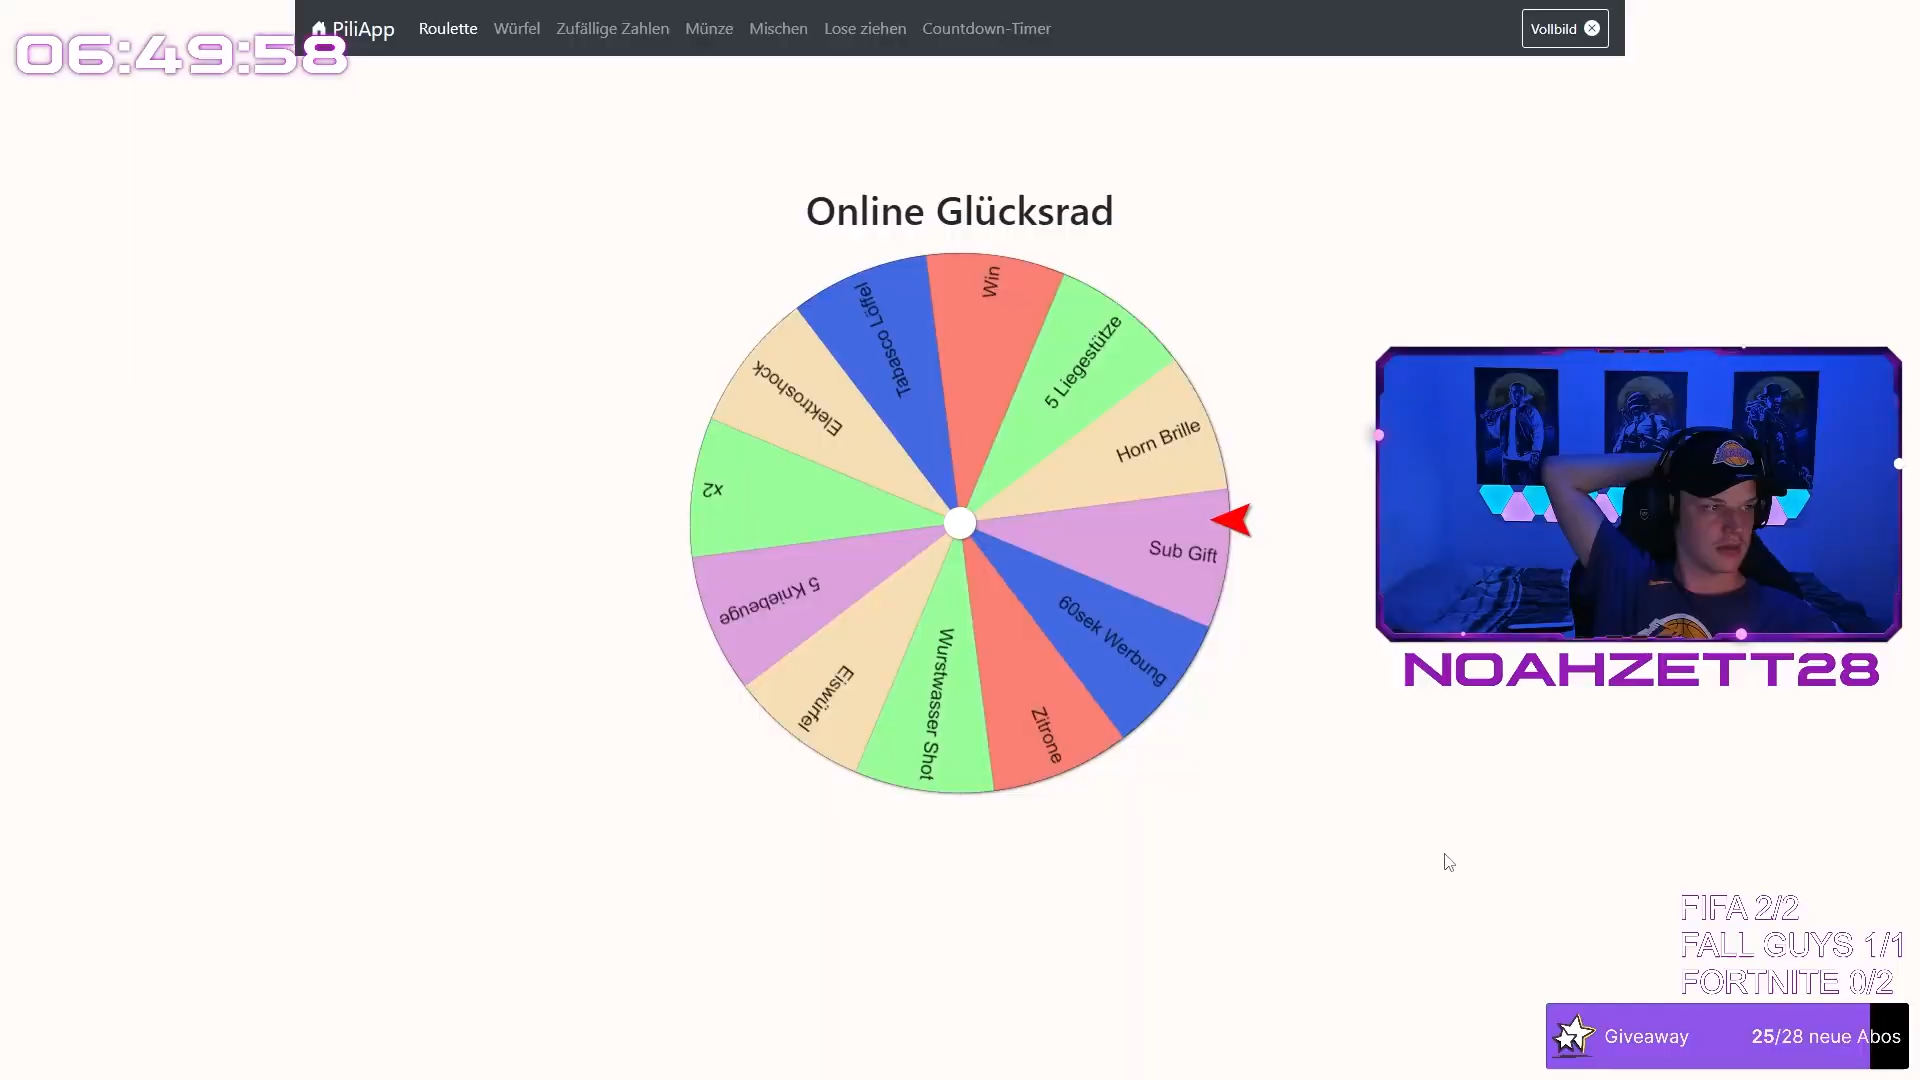 06:49:58
PiliApp Roulette Würfel Zufällige Zahlen Münze Mischen Lose ziehen Countdown-Timer Vollbild
Online Glücksrad
Win
5 Liegestütze
Horn Brille
Sub Gift
60sek Werbung
Zitrone
Wurstwasser Shot
Eiswürfel
5 Kniebeuge
x2
Elektroshock
Tabasco Löffel
NOAHZETT28
FIFA 2/2
FALL GUYS 1/1
FORTNITE 0/2
Giveaway 25/28 neue Abos